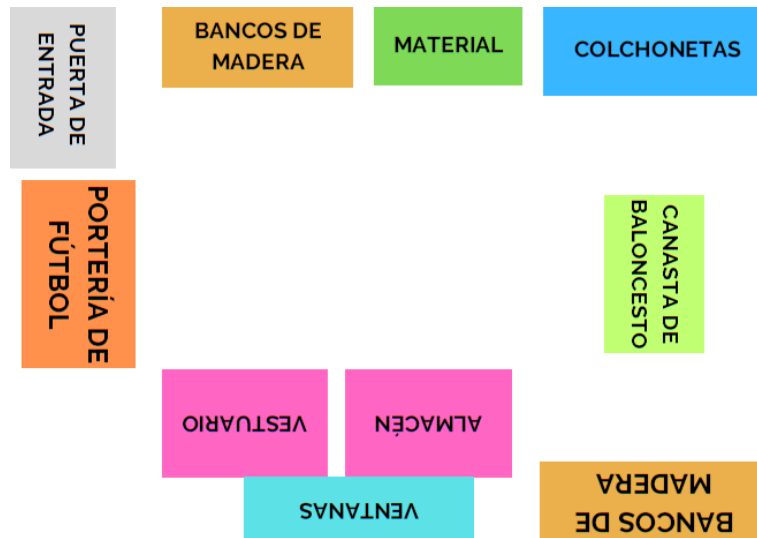 PUERTA DE
ENTRADA
BANCOS DE
MADERA
MATERIAL
COLCHONETAS
PORTERÍA DE
FÚTBOL
CANASTA DE
BALONCESTO
VESTUARIO
ALMACÉN
VENTANAS
BANCOS DE
MADERA